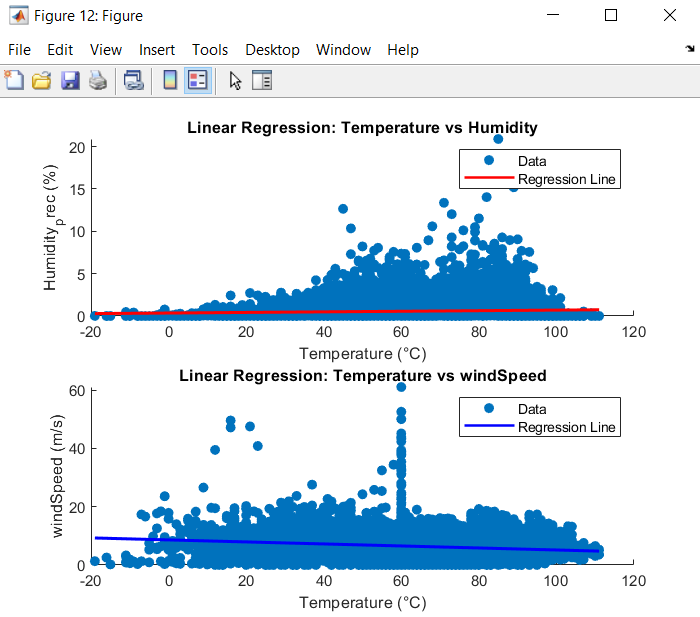 Figure 12: Figure
File Edit View Insert Tools Desktop Window Help
Linear Regression: Temperature vs Humidity
20
15
10
5
0
Humidity_prec (%)
Data
Regression Line
-20 0 20 40 60 80 100 120
Temperature (°C)
Linear Regression: Temperature vs windSpeed
60
40
20
0
windSpeed (m/s)
Data
Regression Line
-20 0 20 40 60 80 100 120
Temperature (°C)